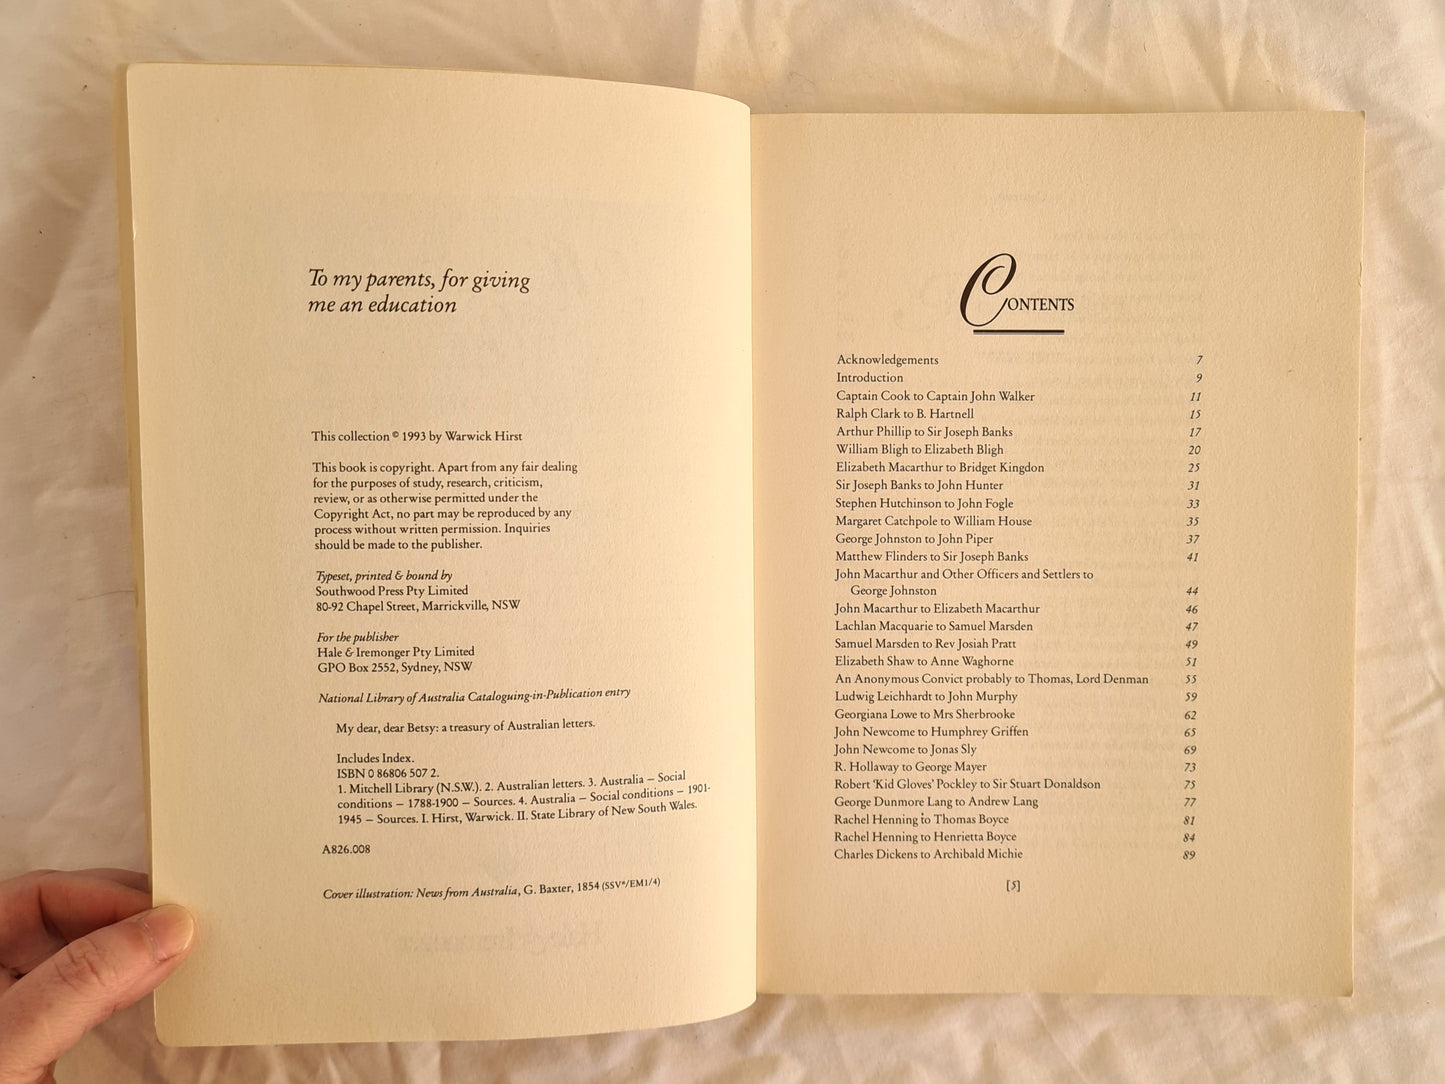 To my parents, for giving
me an education
This collection © 1993 by Warwick Hirst
This book is copyright. Apart from any fair dealing
for the purposes of study, research, criticism,
review, or as otherwise permitted under the
Copyright Act, no part may be reproduced by any
process without written permission. Inquiries
should be made to the publisher.
Typeset, printed & bound by
Southwood Press Pty Limited
80-92 Chapel Street, Marrickville, NSW
For the publisher
Hale & Iremonger Pty Limited
GPO Box 2552, Sydney, NSW
National Library of Australia Cataloguing-in-Publication entry
My dear, dear Betsy: a treasury of Australian letters.
Includes Index.
ISBN 0 86806 507 2.
1. Mitchell Library (N.S.W.). 2. Australian letters. 3. Australia — Social
conditions — 1788-1900 — Sources. 4. Australia — Social conditions — 1901-
1945 — Sources. I. Hirst, Warwick. II. State Library of New South Wales.
A826.008
Cover illustration: News from Australia, G. Baxter, 1854 (SSV*/EM1/4)
CONTENTS
Acknowledgements 7
Introduction 9
Captain Cook to Captain John Walker 11
Ralph Clark to B. Hartnell 15
Arthur Phillip to Sir Joseph Banks 17
William Bligh to Elizabeth Bligh 20
Elizabeth Macarthur to Bridget Kingdon 25
Sir Joseph Banks to John Hunter 31
Stephen Hutchinson to John Fogle 33
Margaret Catchpole to William House 35
George Johnston to John Piper 37
Matthew Flinders to Sir Joseph Banks 41
John Macarthur and Other Officers and Settlers to
George Johnston 44
John Macarthur to Elizabeth Macarthur 46
Lachlan Macquarie to Samuel Marsden 47
Samuel Marsden to Rev Josiah Pratt 49
Elizabeth Shaw to Anne Waghorne 51
An Anonymous Convict probably to Thomas, Lord Denman 55
Ludwig Leichhardt to John Murphy 59
Georgiana Lowe to Mrs Sherbrooke 62
John Newcome to Humphrey Griffen 65
John Newcome to Jonas Sly 69
R. Hollaway to George Mayer 73
Robert 'Kid Gloves' Pockley to Sir Stuart Donaldson 75
George Dunmore Lang to Andrew Lang 77
Rachel Henning to Thomas Boyce 81
Rachel Henning to Henrietta Boyce 84
Charles Dickens to Archibald Michie 89
[5]